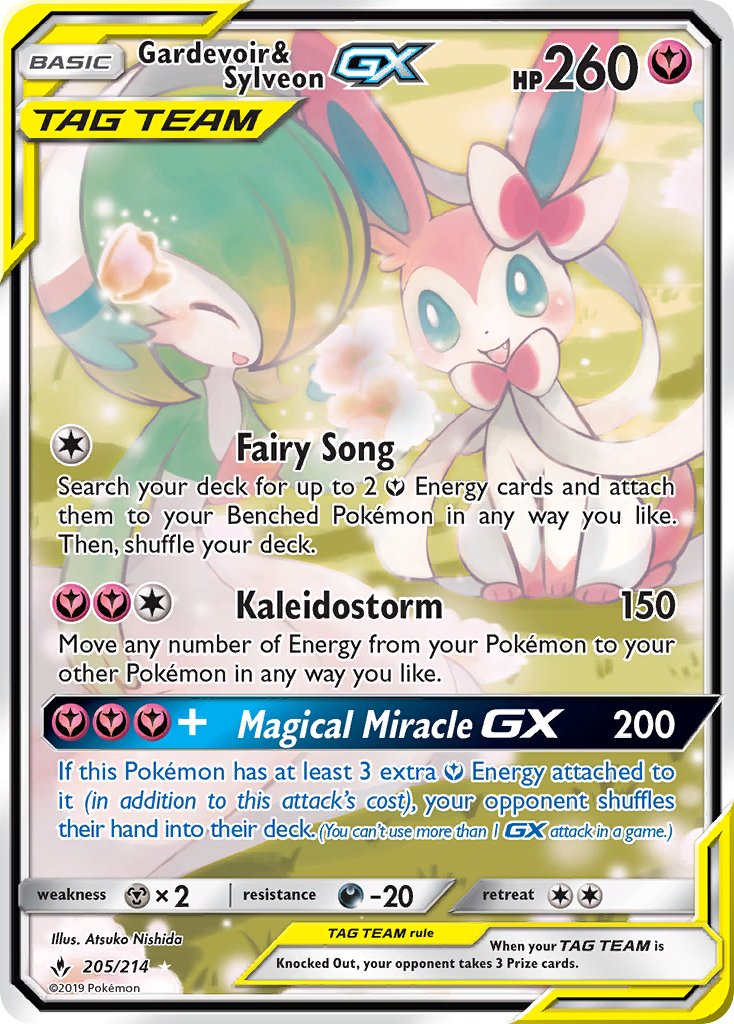 BASIC
Gardevoir&
Sylveon GX
HP260
TAG TEAM
Fairy Song
Search your deck for up to 2 Energy cards and attach
them to your Benched Pokémon in any way you like.
Then, shuffle your deck.
Kaleidostorm 150
Move any number of Energy from your Pokémon to your
other Pokémon in any way you like.
+ Magical Miracle GX 200
If this Pokémon has at least 3 extra Energy attached to
it (in addition to this attack's cost), your opponent shuffles
their hand into their deck. (You can't use more than 1 GX attack in a game.)
weakness ×2 resistance -20 retreat
Illus. Atsuko Nishida
205/214
©2019 Pokémon
TAG TEAM rule
When your TAG TEAM is
Knocked Out, your opponent takes 3 Prize cards.